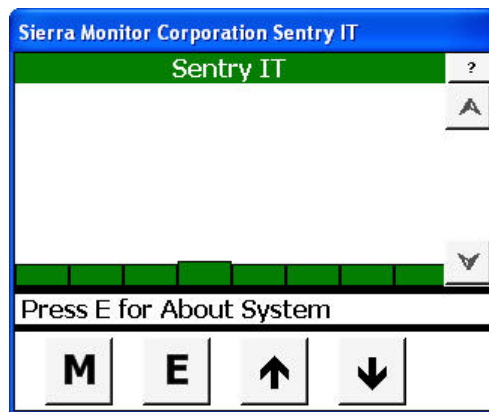 Sierra Monitor Corporation Sentry IT
Sentry IT
?
Press E for About System
M E